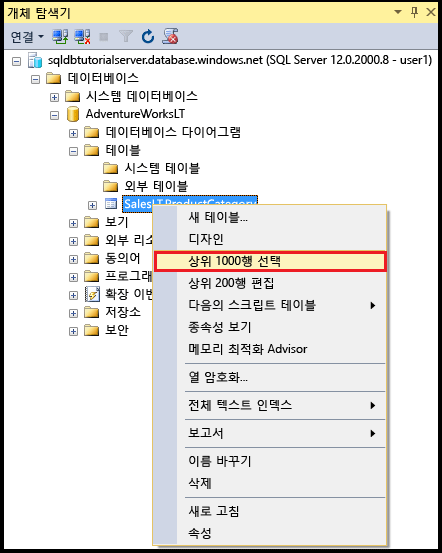 개체 탐색기
연결
sqldbtutorialserver.database.windows.net (SQL Server 12.0.2000.8 - user1)
데이터베이스
시스템 데이터베이스
AdventureWorksLT
데이터베이스 다이어그램
테이블
시스템 테이블
외부 테이블
SalesLT.ProductCategory
보기
외부 리소
동의어
프로그래
확장 이벤
저장소
보안
새 테이블...
디자인
상위 1000행 선택
상위 200행 편집
다음의 스크립트 테이블
종속성 보기
메모리 최적화 Advisor
열 암호화...
전체 텍스트 인덱스
보고서
이름 바꾸기
삭제
새로 고침
속성